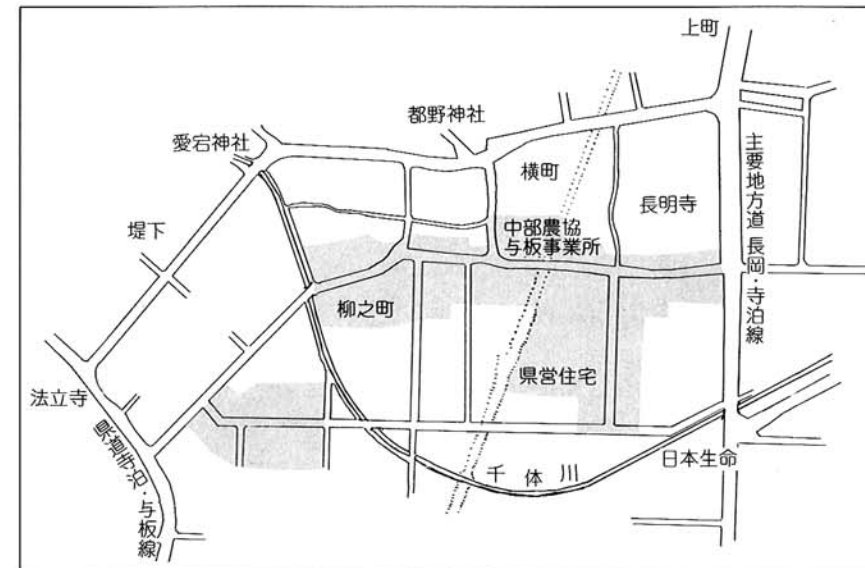 上町
都野神社
愛宕神社
横町
主要地方道 長岡・寺泊線
長明寺
堤下
中部農協
与板事業所
柳之町
県営住宅
法立寺
県道寺泊・与板線
日本生命
千体川